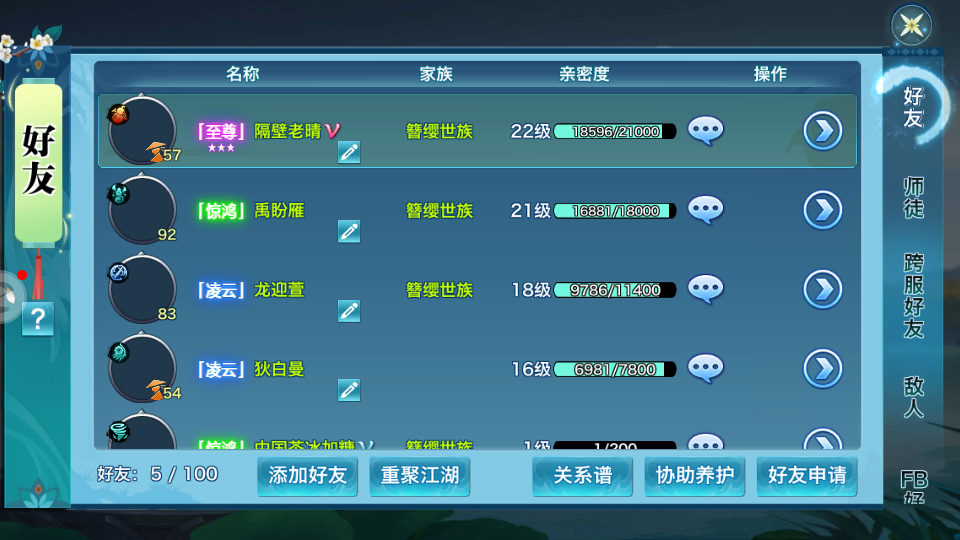 好友
?
名称 家族 亲密度 操作
「至尊」 隔壁老晴 簪缨世族 22级 18596/21000
57
「惊鸿」 禹盼雁 簪缨世族 21级 16881/18000
92
「凌云」 龙迎萱 簪缨世族 18级 9786/11400
83
「凌云」 狄白曼 16级 6981/7800
54
「惊鸿」 中国茶冰加糖 簪缨世族 1级 1/200
好友: 5 / 100
添加好友 重聚江湖 关系谱 协助养护 好友申请
好友
师徒
跨服好友
敌人
FB好